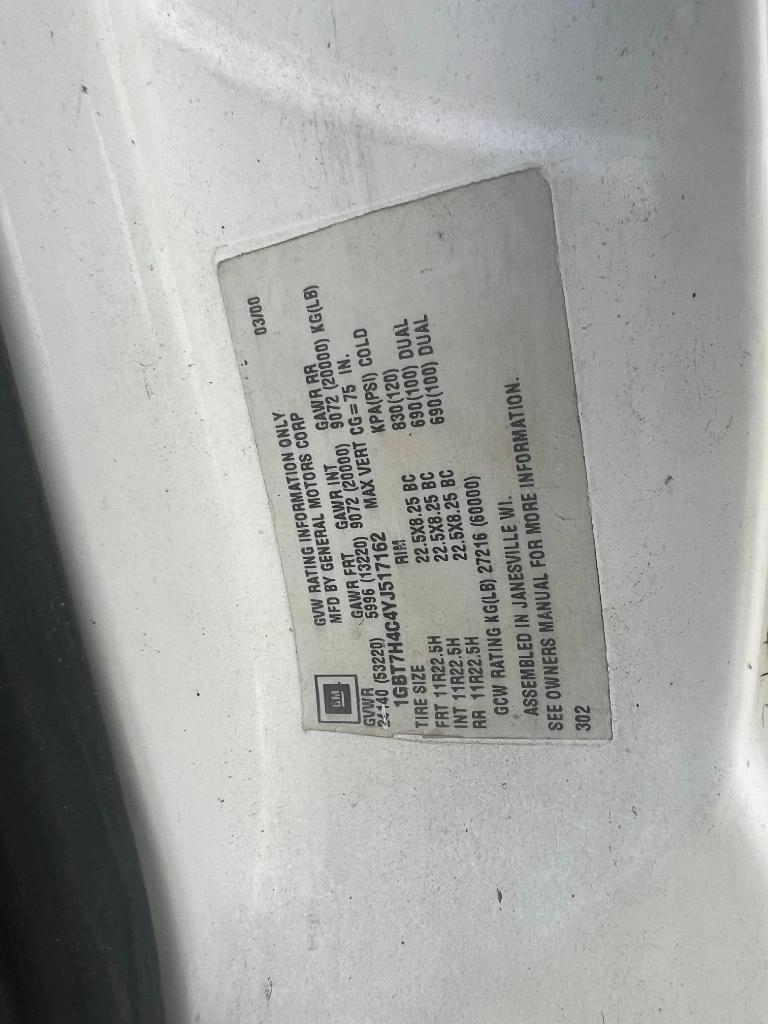 03/00
GM
GVW RATING INFORMATION ONLY
MFD BY GENERAL MOTORS CORP
GVWR GAWR FRT GAWR INT GAWR RR
24140 (53220) 5996 (13220) 9072 (20000) 9072 (20000) KG(LB)
1GBT7H4C4YJ517162 MAX VERT CG=75 IN.
TIRE SIZE RIM KPA(PSI) COLD
FRT 11R22.5H 22.5X8.25 BC 830(120)
INT 11R22.5H 22.5X8.25 BC 690(100) DUAL
RR 11R22.5H 22.5X8.25 BC 690(100) DUAL
GCW RATING KG(LB) 27216 (60000)
ASSEMBLED IN JANESVILLE WI.
SEE OWNERS MANUAL FOR MORE INFORMATION.
302